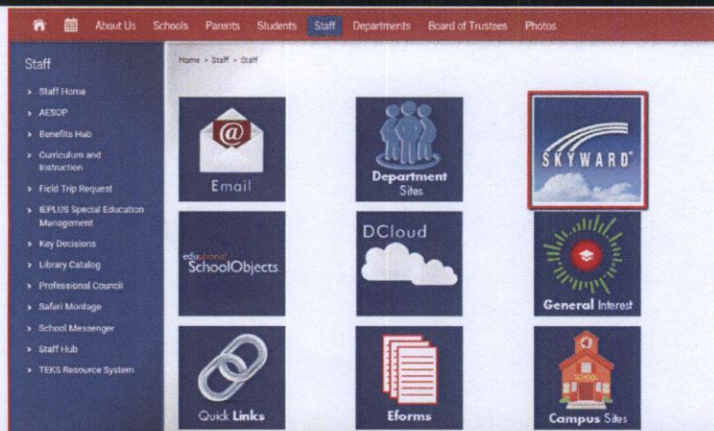 About Us Schools Parents Students Staff Departments Board of Trustees Photos
Staff
Home > Staff > Staff
> Staff Home
> AESOP
> Benefits Hub
> Curriculum and
Instruction
> Field Trip Request
> IEPLUS Special Education
Management
> Key Decisions
> Library Catalog
> Professional Council
> Safari Montage
> School Messenger
> Staff Hub
> TEKS Resource System
@
Email
Department
Sites
SKYWARD®
eduphoria!
SchoolObjects
DCloud
General Interest
Quick Links
Eforms
SCHOOL
Campus Sites